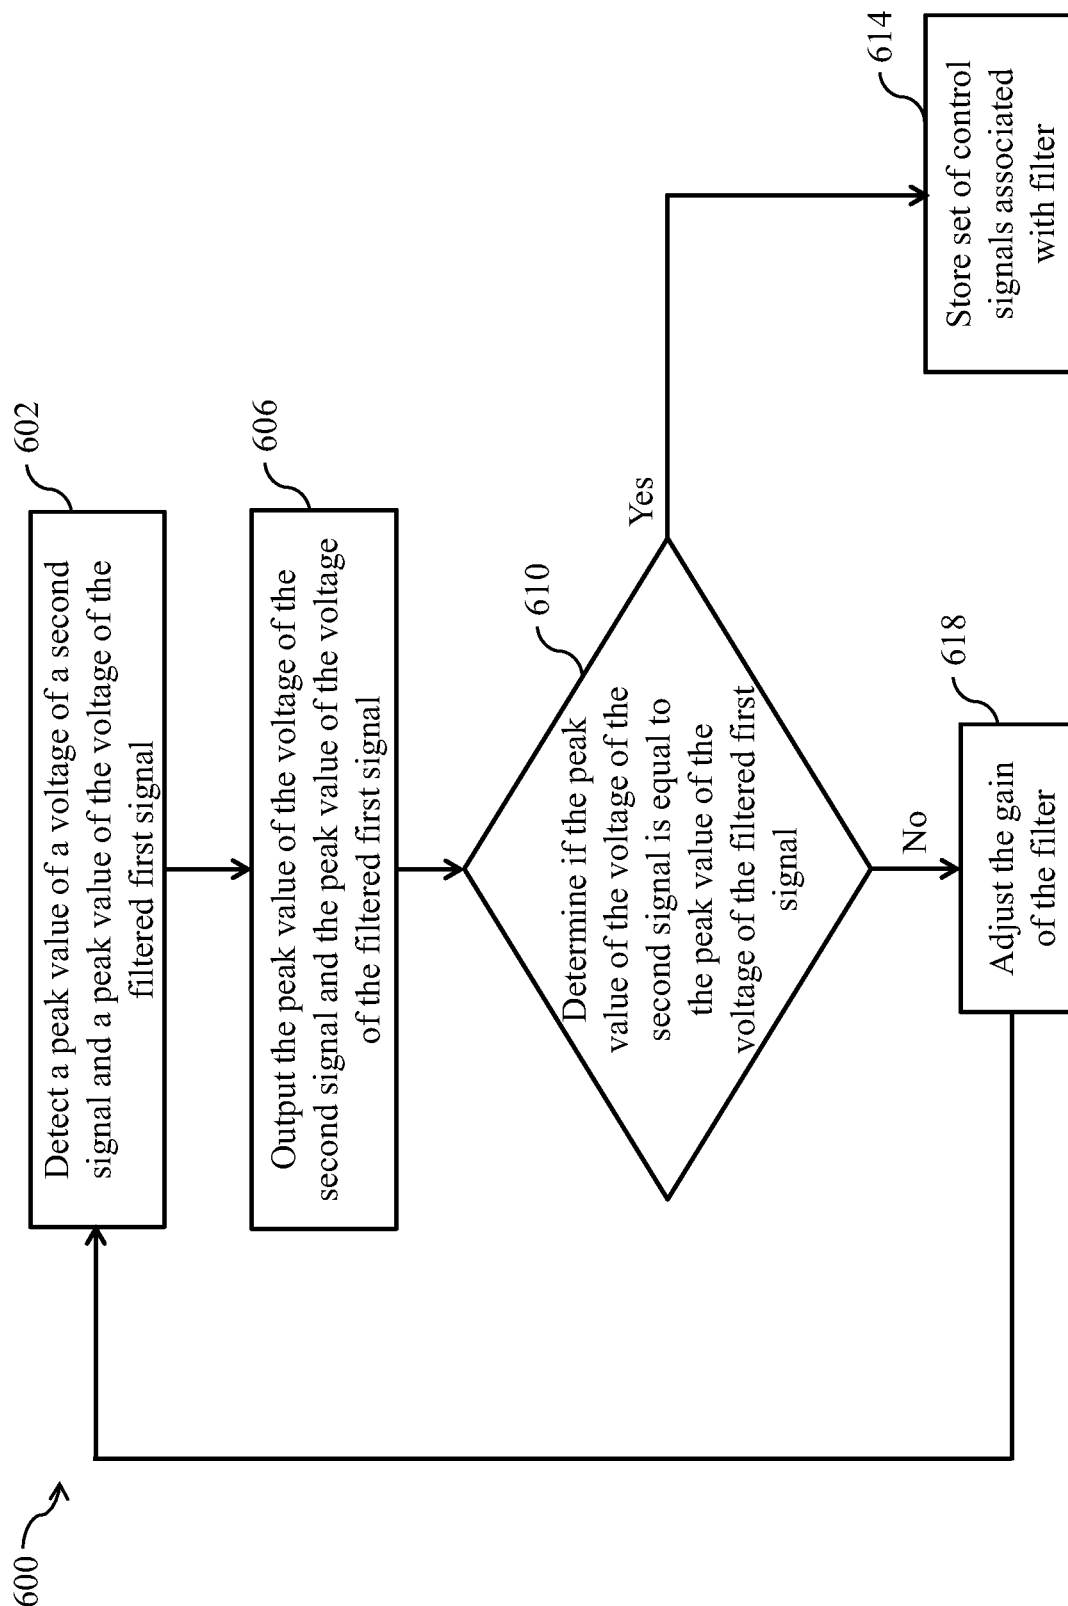 600
602
Detect a peak value of a voltage of a second
signal and a peak value of the voltage of the
filtered first signal
606
Output the peak value of the voltage of the
second signal and the peak value of the voltage
of the filtered first signal
610
Determine if the peak
value of the voltage of the
second signal is equal to
the peak value of the
voltage of the filtered first
signal
Yes
No
614
Store set of control
signals associated
with filter
618
Adjust the gain
of the filter